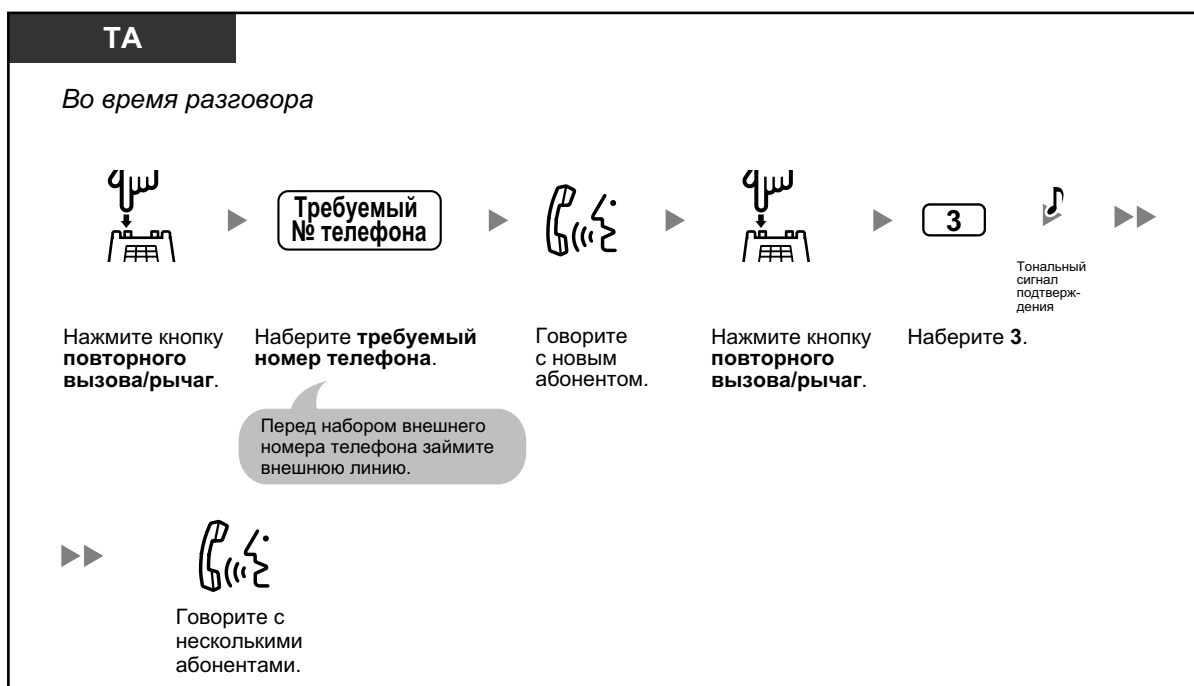 ТА
Во время разговора
Требуемый
№ телефона
3
Тональный
сигнал
подтверж-
дения
Нажмите кнопку
повторного
вызова/рычаг.
Наберите требуемый
номер телефона.
Говорите
с новым
абонентом.
Нажмите кнопку
повторного
вызова/рычаг.
Наберите 3.
Перед набором внешнего
номера телефона займите
внешнюю линию.
Говорите с
несколькими
абонентами.